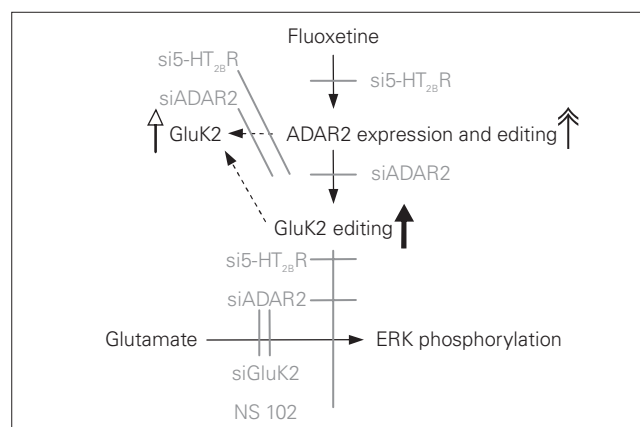 Fluoxetine
si5-HT2BR
si5-HT2BR
siADAR2
GluK2
ADAR2 expression and editing
siADAR2
GluK2 editing
si5-HT2BR
siADAR2
Glutamate
ERK phosphorylation
siGluK2
NS 102